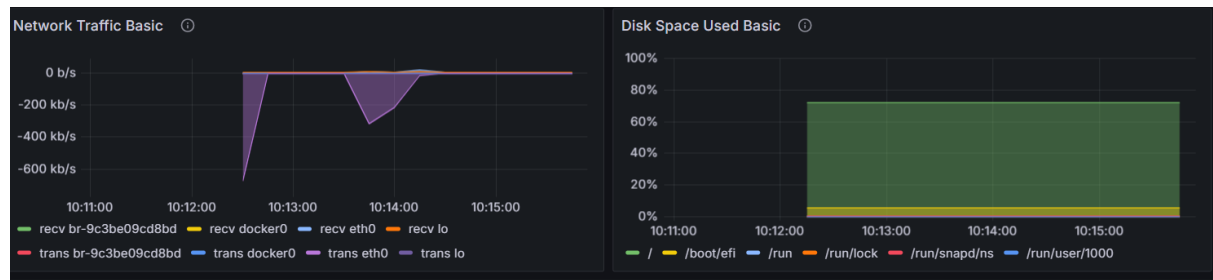 Network Traffic Basic
0 b/s
-200 kb/s
-400 kb/s
-600 kb/s
10:11:00 10:12:00 10:13:00 10:14:00 10:15:00
recv br-9c3be09cd8bd recv docker0 recv eth0 recv lo
trans br-9c3be09cd8bd trans docker0 trans eth0 trans lo
Disk Space Used Basic
100%
80%
60%
40%
20%
0%
10:11:00 10:12:00 10:13:00 10:14:00 10:15:00
/ /boot/efi /run /run/lock /run/snapd/ns /run/user/1000